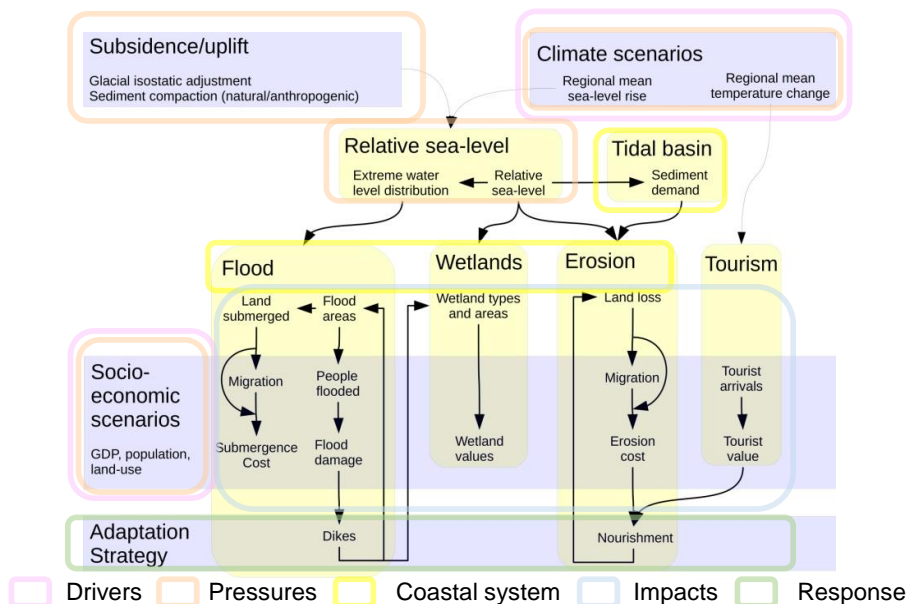 Subsidence/uplift
Glacial isostatic adjustment
Sediment compaction (natural/anthropogenic)
Climate scenarios
Regional mean
sea-level rise
Regional mean
temperature change
Relative sea-level
Extreme water
level distribution
Relative
sea-level
Tidal basin
Sediment
demand
Flood
Wetlands
Erosion
Tourism
Land
submerged
Flood
areas
Wetland types
and areas
Land loss
Socio-
economic
scenarios
GDP, population,
land-use
Migration
People
flooded
Migration
Tourist
arrivals
Submergence
Cost
Flood
damage
Wetland
values
Erosion
cost
Tourist
value
Adaptation
Strategy
Dikes
Nourishment
Drivers
Pressures
Coastal system
Impacts
Response